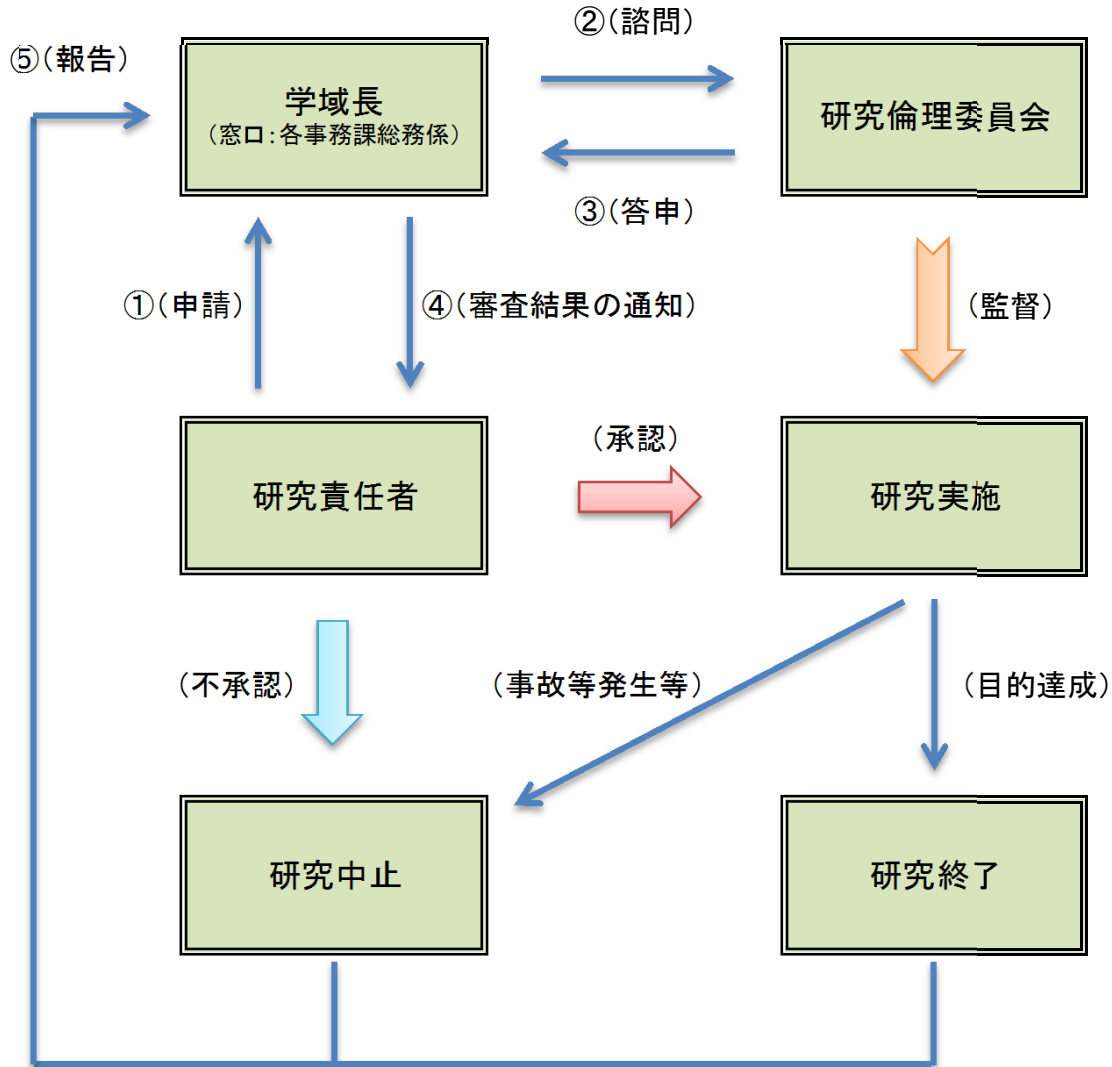 ②(諮問)
⑤(報告)
学域長
(窓口:各事務課総務係)
研究倫理委員会
③(答申)
①(申請)
④(審査結果の通知)
(監督)
(承認)
研究責任者
研究実施
(不承認)
(事故等発生等)
(目的達成)
研究中止
研究終了